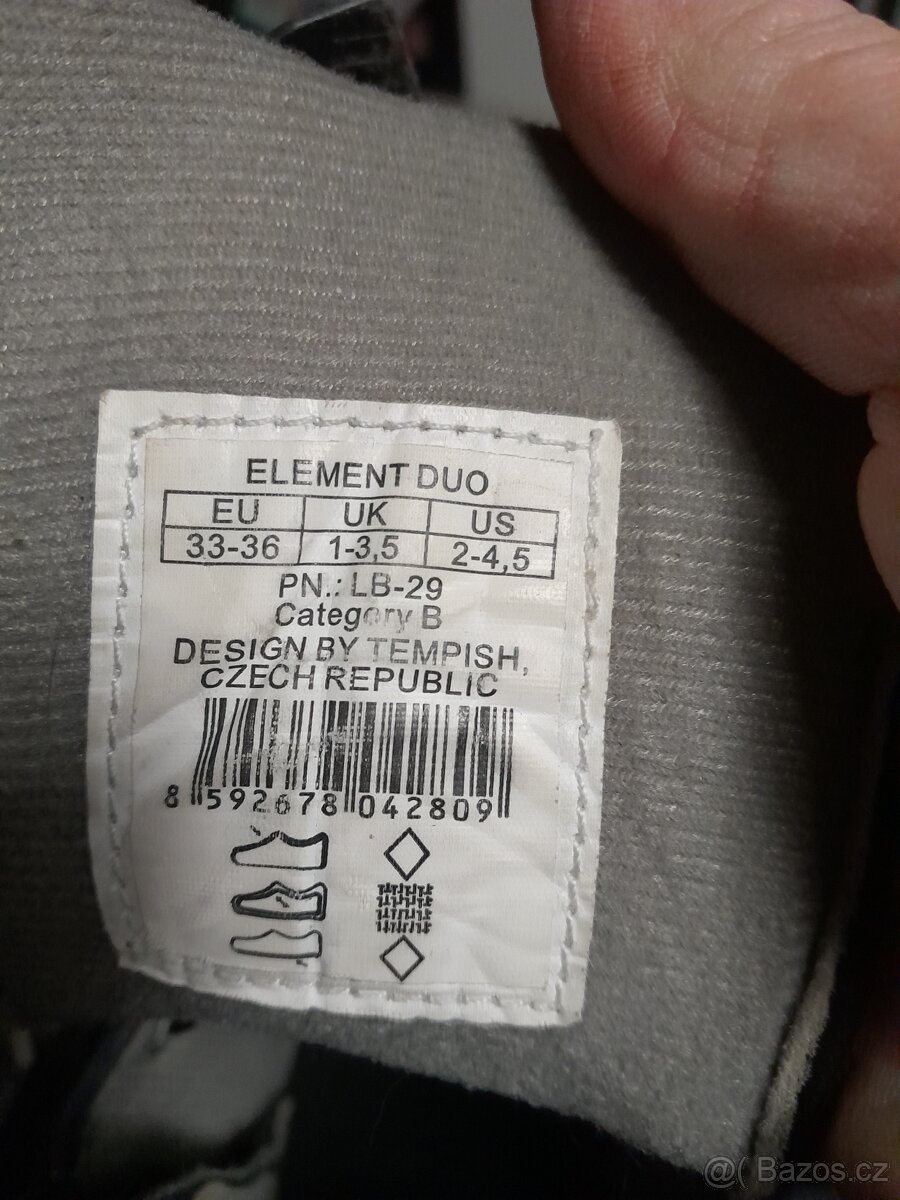 ELEMENT DUO
EU UK US
33-36 1-3,5 2-4,5
PN.: LB-29
Category B
DESIGN BY TEMPISH,
CZECH REPUBLIC
8 592678 042809
@( Bazos.cz